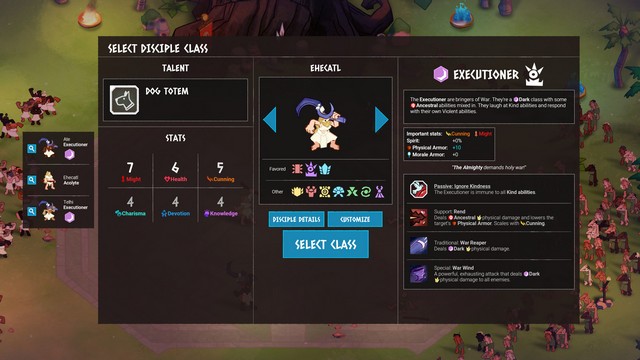 SELECT DISCIPLE CLASS
TALENT
DOG TOTEM
STATS
7 6 5
Might Health Cunning
4 4 4
Charisma Devotion Knowledge
Executioner
Ehecatl
Acolyte
Executioner
EHECATL
Favored
Other
DISCIPLE DETAILS
CUSTOMIZE
SELECT CLASS
EXECUTIONER
The Executioner are bringers of War. They're a Dark class with some
Ancestral abilities mixed in. They laugh at Kind abilities and respond
with their own Violent abilities.
Important stats: Cunning Might
Spirit: +0%
Physical Armor: +10
Morale Armor: +0
"The Almighty demands holy war!"
Passive: Ignore Kindness
The Executioner is immune to all Kind abilities.
Support: Rend
Deals Ancestral physical damage and lowers the
target's Physical Armor. Scales with Cunning.
Traditional: War Reaper
Deals Dark physical damage.
Special: War Wind
A powerful, exhausting attack that deals Dark
physical damage to all enemies.